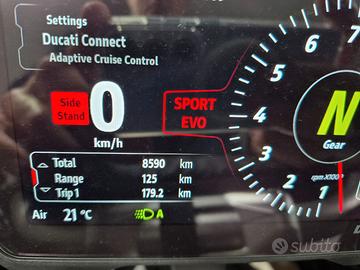 Settings
Ducati Connect
Adaptive Cruise Control
Side
Stand
0
km/h
SPORT
EVO
7
6
5
4
3
2
1
rpm X1000
N
Gear
Total 8590 km
Range 125 km
Trip 1 179.2 km
Air 21 °C
A
subito